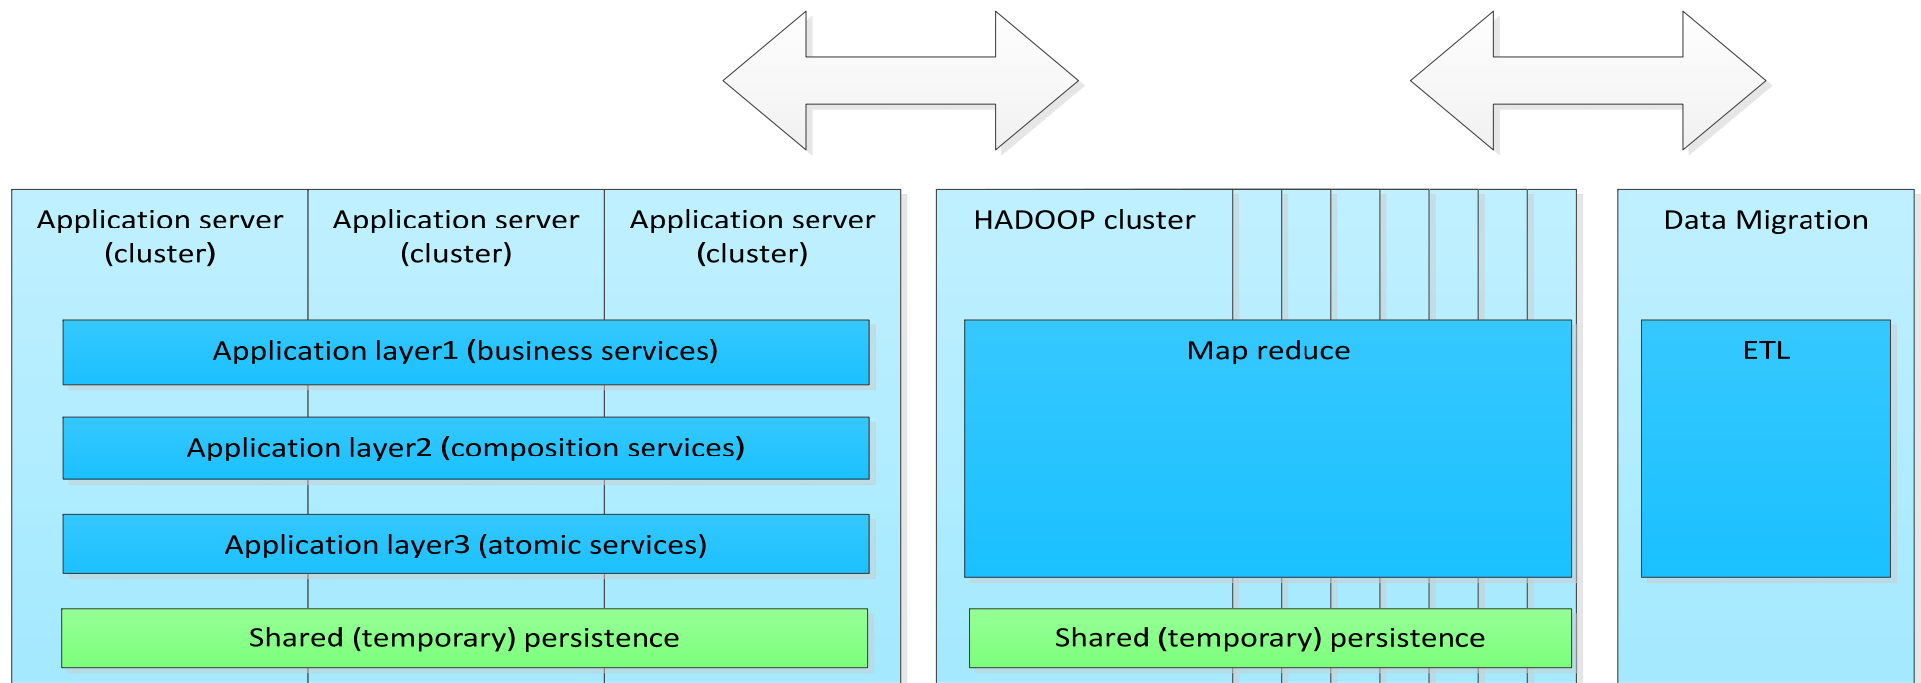 Application server
(cluster)
Application server
(cluster)
Application server
(cluster)
Application layer1 (business services)
Application layer2 (composition services)
Application layer3 (atomic services)
Shared (temporary) persistence
HADOOP cluster
Map reduce
Shared (temporary) persistence
Data Migration
ETL